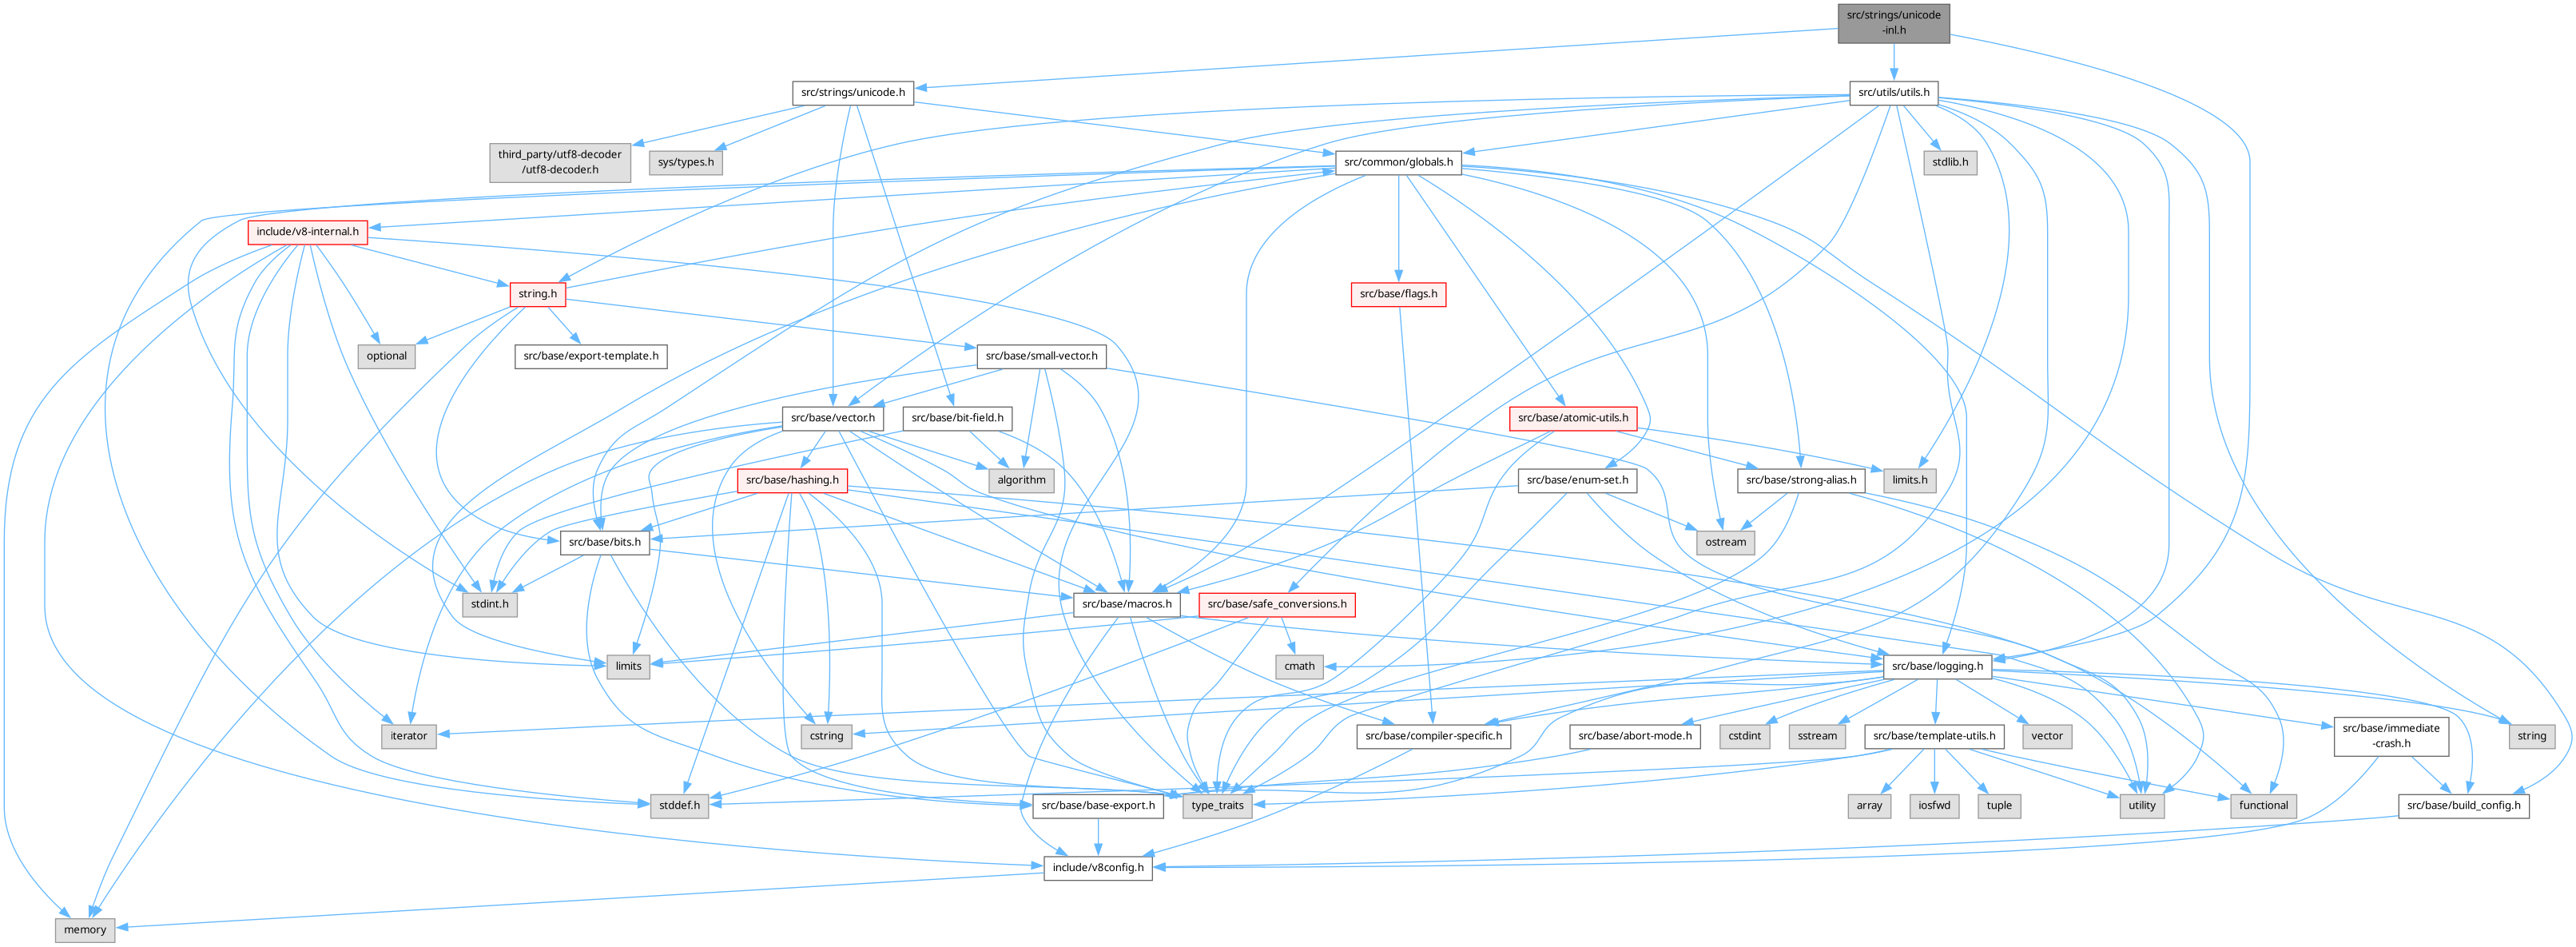 src/strings/unicode
-inl.h
src/strings/unicode.h
src/utils/utils.h
third_party/utf8-decoder
/utf8-decoder.h
sys/types.h
src/common/globals.h
stdlib.h
include/v8-internal.h
string.h
src/base/flags.h
optional
src/base/export-template.h
src/base/small-vector.h
src/base/vector.h
src/base/bit-field.h
src/base/atomic-utils.h
src/base/hashing.h
algorithm
src/base/enum-set.h
src/base/strong-alias.h
limits.h
src/base/bits.h
ostream
stdint.h
src/base/macros.h
src/base/safe_conversions.h
limits
cmath
src/base/logging.h
iterator
cstring
src/base/compiler-specific.h
src/base/abort-mode.h
cstdint
sstream
src/base/template-utils.h
vector
src/base/immediate
-crash.h
string
stddef.h
src/base/base-export.h
type_traits
array
iosfwd
tuple
utility
functional
src/base/build_config.h
include/v8config.h
memory